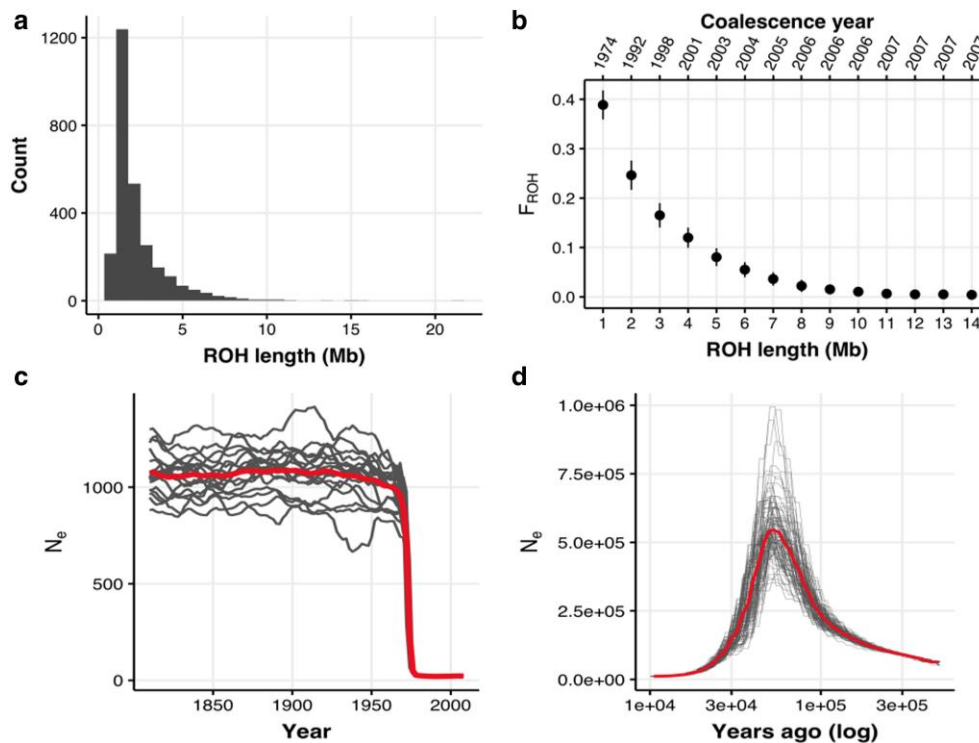 a
1200
800
400
0
Count
0 5 10 15 20
ROH length (Mb)
b
Coalescence year
1974 1992 1998 2001 2003 2004 2005 2006 2006 2006 2007 2007 2007
0.4
0.3
0.2
0.1
0.0
F_ROH
1 2 3 4 5 6 7 8 9 10 11 12 13 14
ROH length (Mb)
c
1000
500
0
N_e
1850 1900 1950 2000
Year
d
1.0e+06
7.5e+05
5.0e+05
2.5e+05
0.0e+00
N_e
1e+04 3e+04 1e+05 3e+05
Years ago (log)